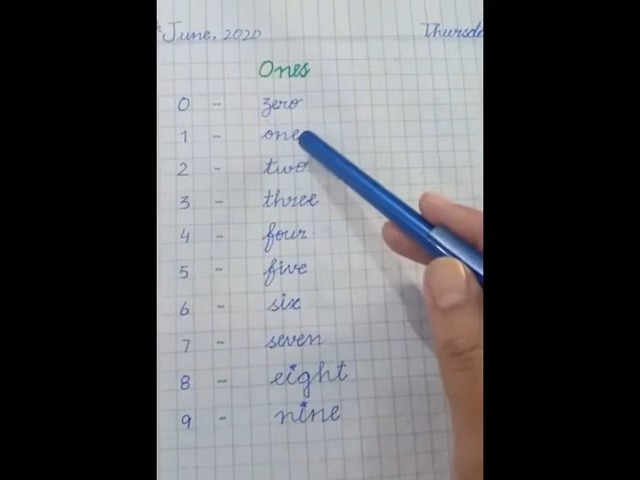 June, 2020 Thursd
Ones
0 - zero
1 - one
2 - two
3 - three
4 - four
5 - five
6 - six
7 - seven
8 - eight
9 - nine